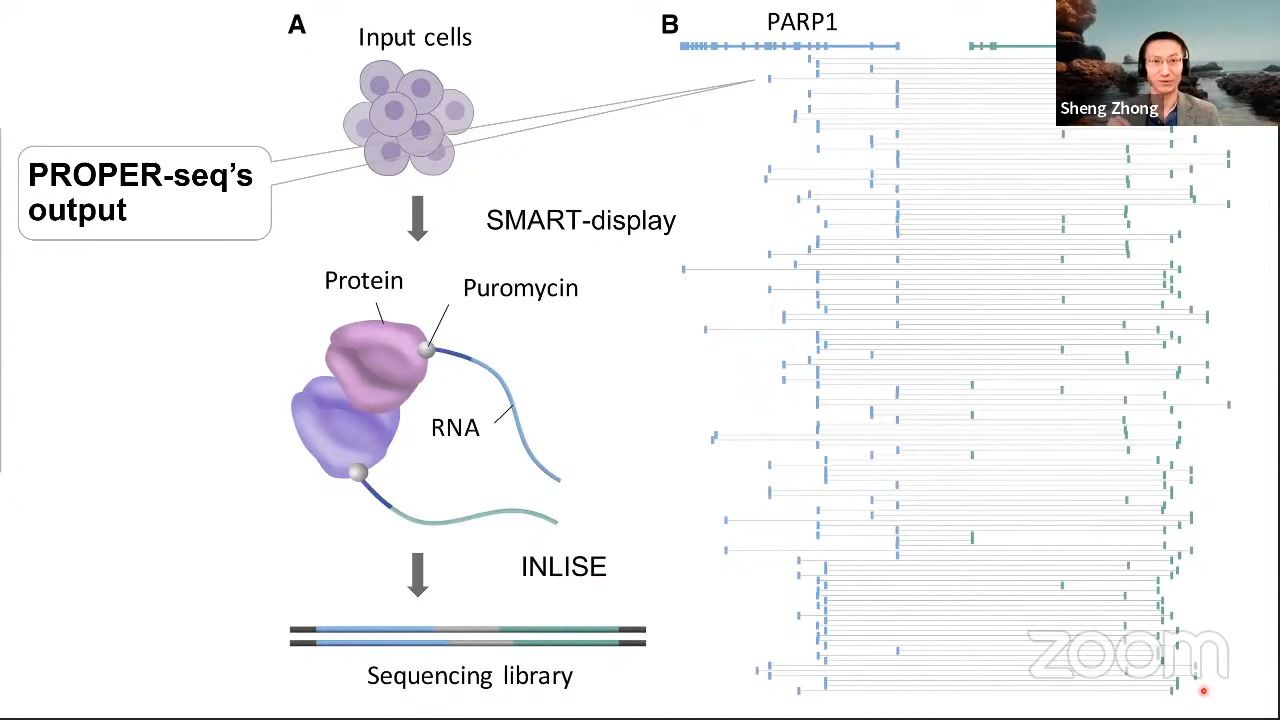 A
Input cells
B
PARP1
Sheng Zhong
PROPER-seq’s
output
SMART-display
Protein
Puromycin
RNA
INLISE
Sequencing library
zoom